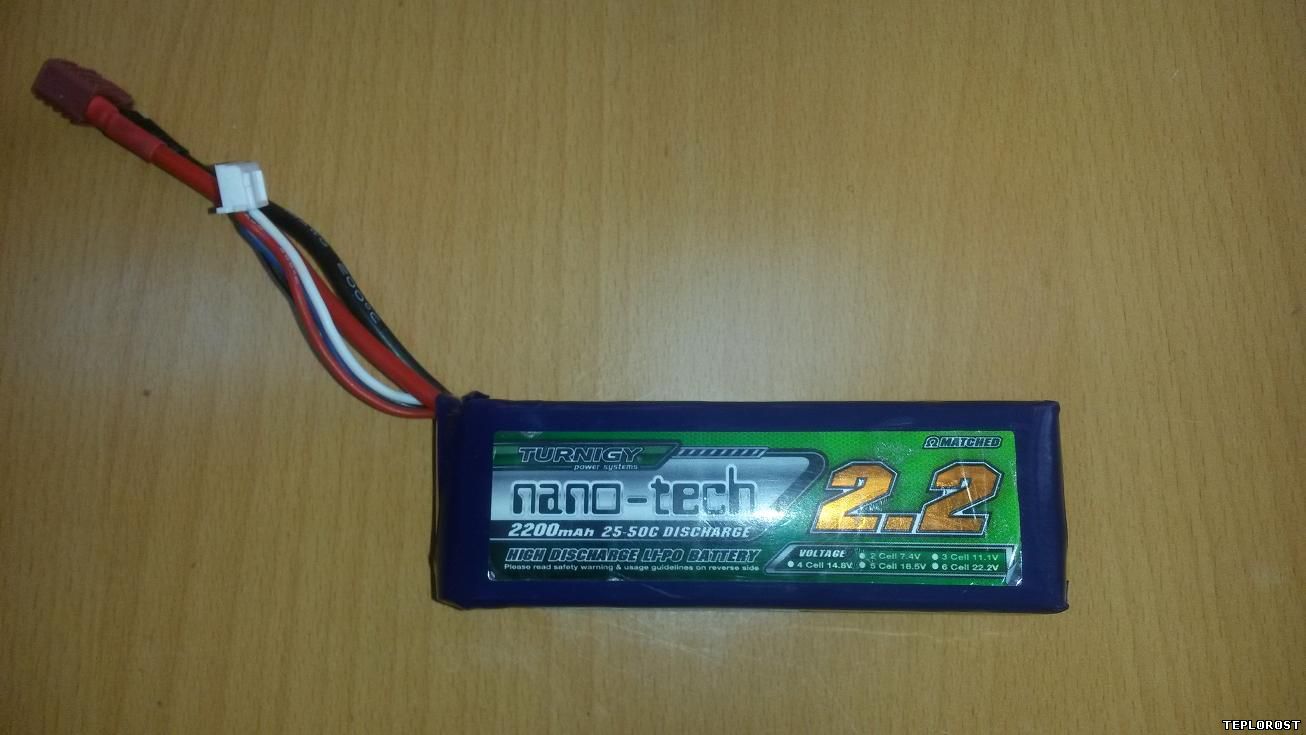 200°C
TURNIGY
power systems
Ω MATCHED
nano-tech
2.2
2200mAh 25-50C DISCHARGE
HIGH DISCHARGE LI-PO BATTERY
Please read safety warning & usage guidelines on reverse side
VOLTAGE 2 Cell 7.4V 3 Cell 11.1V
4 Cell 14.8V 5 Cell 18.5V 6 Cell 22.2V
TEPLOROST